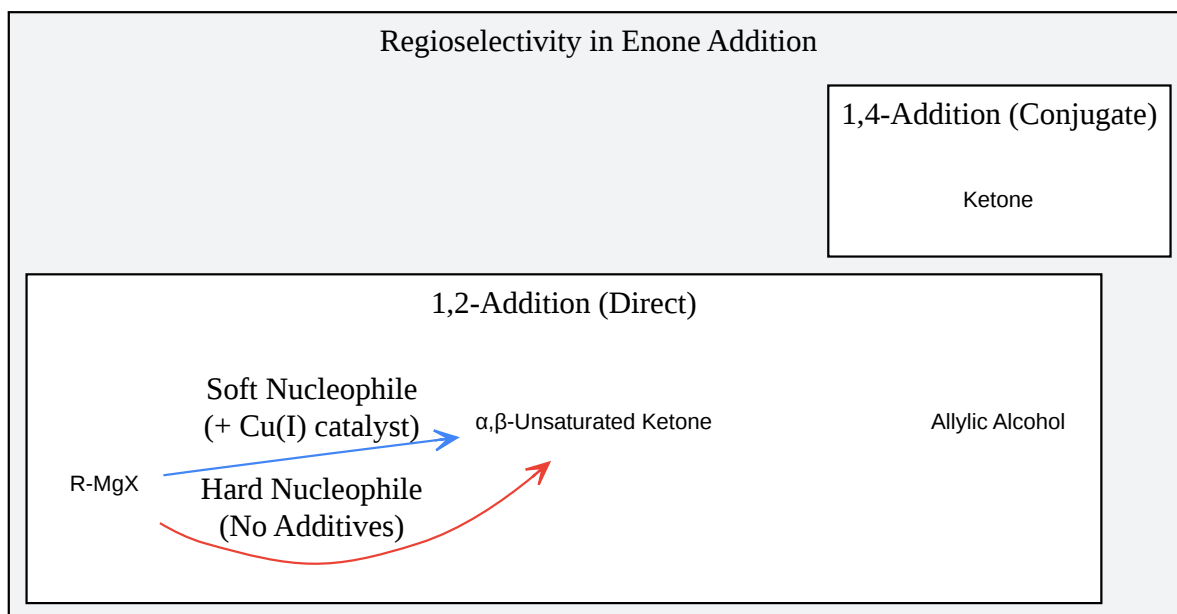 Regioselectivity in Enone Addition
1,4-Addition (Conjugate)
Ketone
1,2-Addition (Direct)
Soft Nucleophile
(+ Cu(I) catalyst)
α,β-Unsaturated Ketone
Allylic Alcohol
R-MgX
Hard Nucleophile
(No Additives)